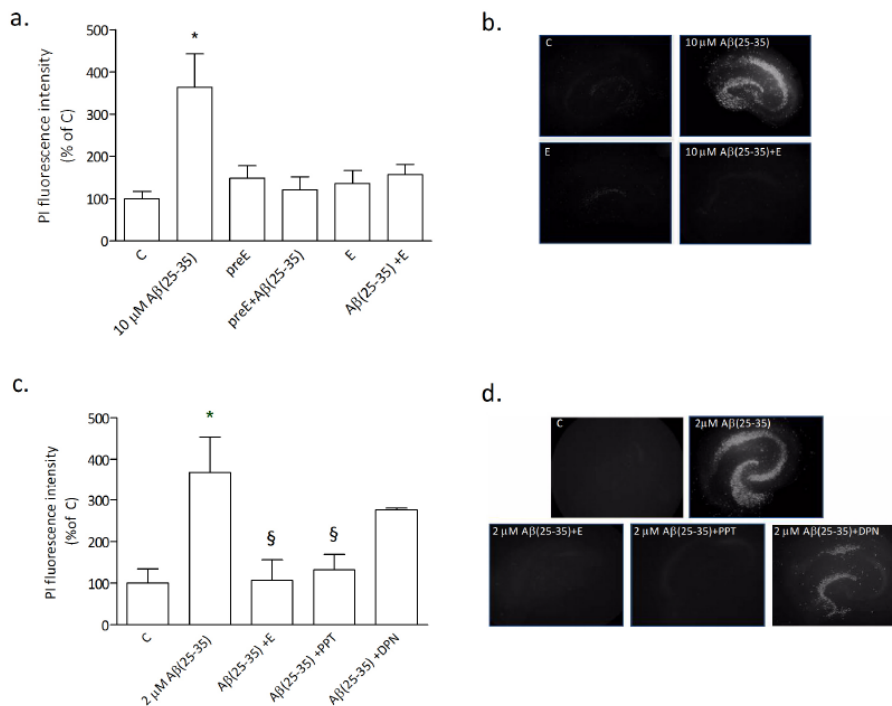 a.
PI fluorescence intensity
(% of C)
500
400
300
200
100
0
*
C
10 μM Aβ(25-35)
preE
preE+Aβ(25-35)
E
Aβ(25-35) +E
b.
C
10 μM Aβ(25-35)
E
10 μM Aβ(25-35)+E
c.
PI fluorescence intensity
(%of C)
500
400
300
200
100
0
*
§
§
C
2 μM Aβ(25-35)
Aβ(25-35) +E
Aβ(25-35) +PPT
Aβ(25-35) +DPN
d.
C
2μM Aβ(25-35)
2 μM Aβ(25-35)+E
2 μM Aβ(25-35)+PPT
2 μM Aβ(25-35)+DPN